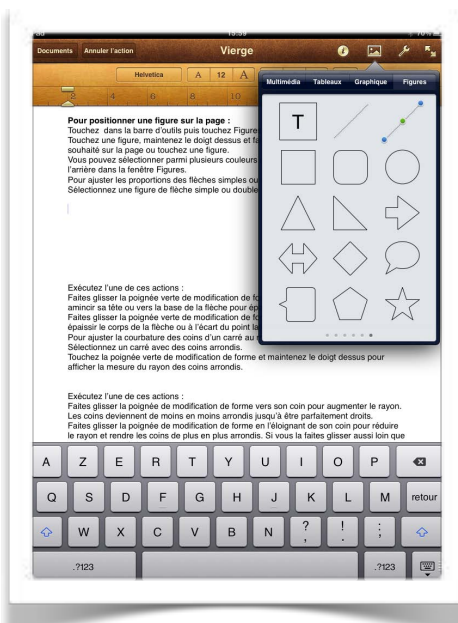 15:59
76 %
Documents Annuler l'action Vierge
Helvetica A 12 A
2 4 6 8 10
Multimédia Tableaux Graphique Figures
T
Pour positionner une figure sur la page :
Touchez dans la barre d'outils puis touchez Figure
Touchez une figure, maintenez le doigt dessus et fa
souhaité sur la page ou touchez une figure.
Vous pouvez sélectionner parmi plusieurs couleurs
l'arrière dans la fenêtre Figures.
Pour ajuster les proportions des flèches simples ou
Sélectionnez une figure de flèche simple ou double
Exécutez l'une de ces actions :
Faites glisser la poignée verte de modification de fo
amincir sa tête ou vers la base de la flèche pour ép
Faites glisser la poignée verte de modification de fo
épaissir le corps de la flèche ou à l'écart du point la
Pour ajuster la courbature des coins d'un carré au
Sélectionnez un carré avec des coins arrondis.
Touchez la poignée verte de modification de forme et maintenez le doigt dessus pour
afficher la mesure du rayon des coins arrondis.
Exécutez l'une de ces actions :
Faites glisser la poignée de modification de forme vers son coin pour augmenter le rayon.
Les coins deviennent de moins en moins arrondis jusqu'à être parfaitement droits.
Faites glisser la poignée de modification de forme en l'éloignant de son coin pour réduire
le rayon et rendre les coins de plus en plus arrondis. Si vous la faites glisser aussi loin que
A Z E R T Y U I O P
Q S D F G H J K L M retour
W X C V B N ? , ! . : ;
.?123 .?123